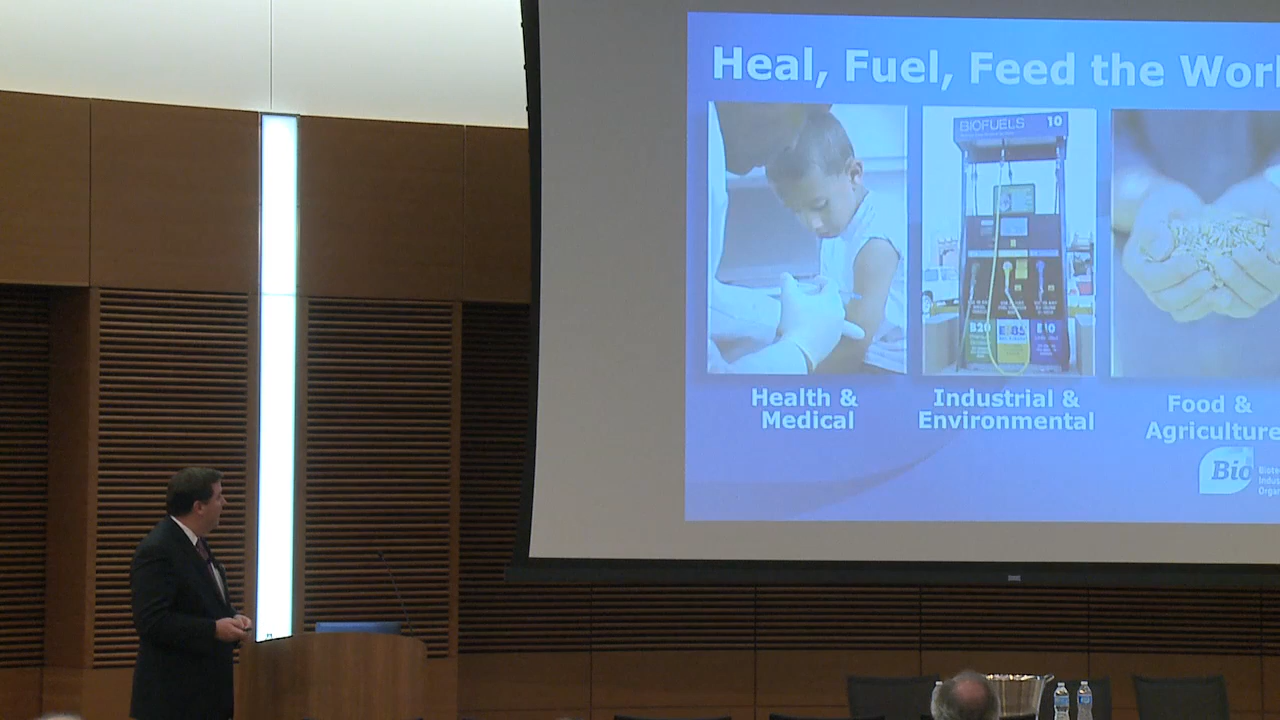 Heal, Fuel, Feed the Worl
BIOFUELS 10
B20
E85
E10
Health &
Medical
Industrial &
Environmental
Food &
Agriculture
Bio